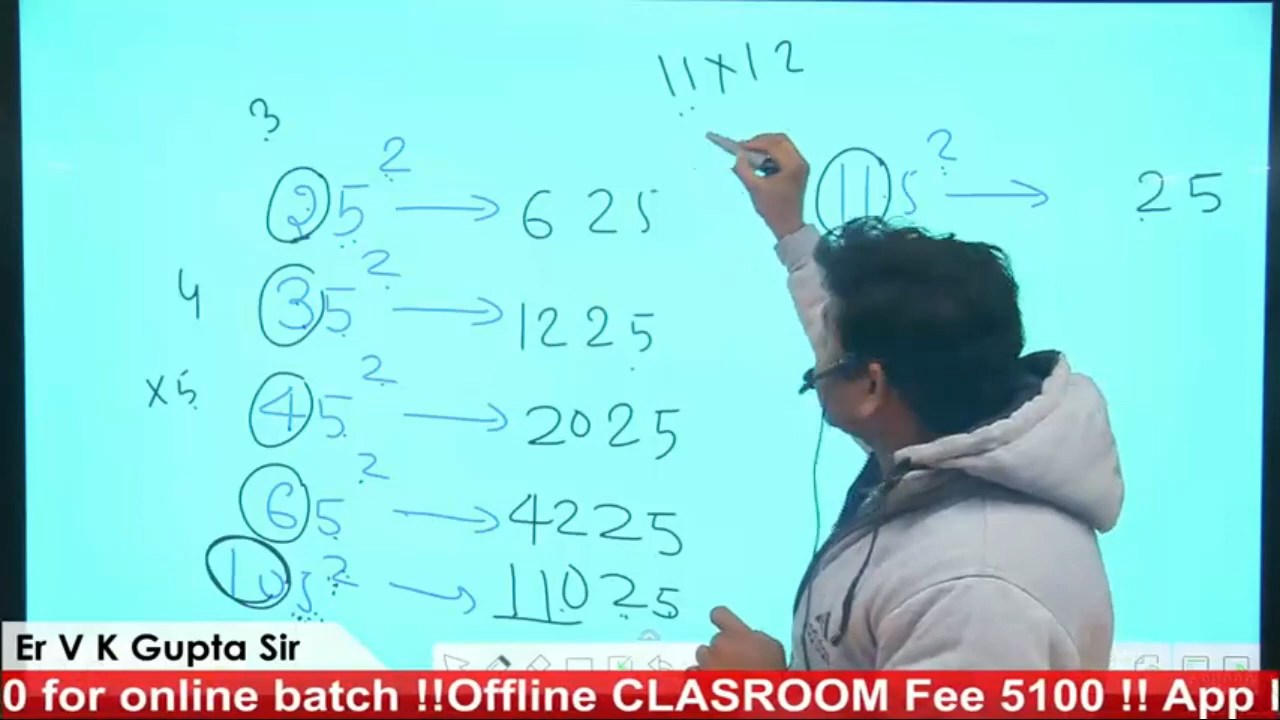 11×12
3
25² → 625
115² → 25
4
35² → 1225
×5
45² → 2025
65² → 4225
105² → 11025
Er V K Gupta Sir
0 for online batch !!Offline CLASROOM Fee 5100 !! App